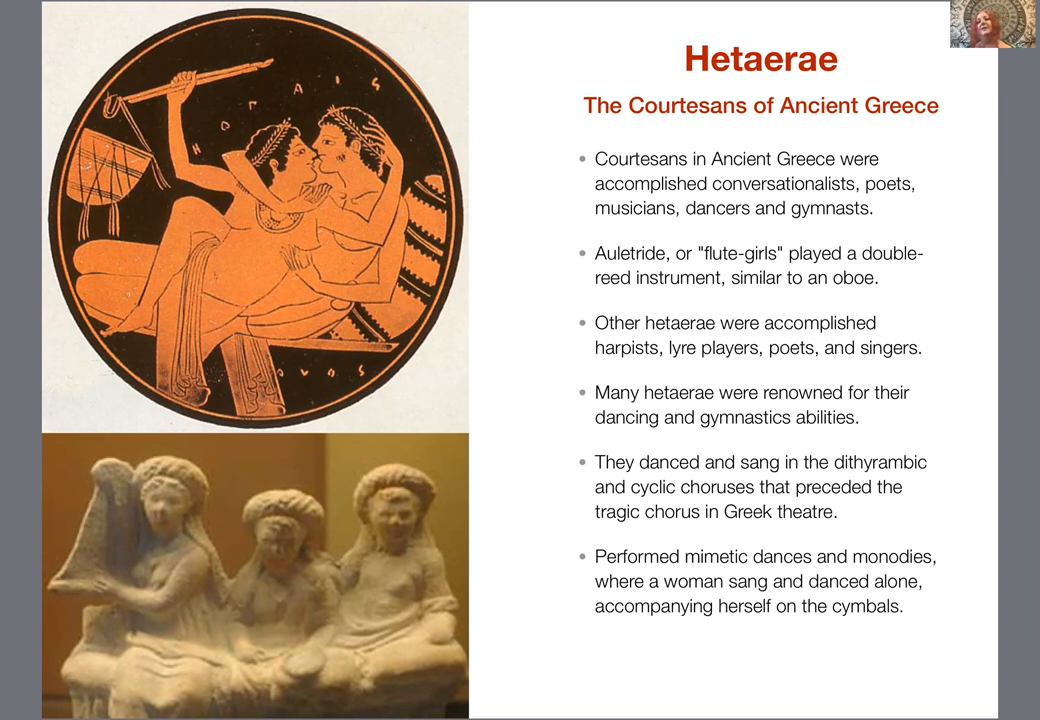 Hetaerae
The Courtesans of Ancient Greece
• Courtesans in Ancient Greece were
accomplished conversationalists, poets,
musicians, dancers and gymnasts.
• Auletride, or "flute-girls" played a double-
reed instrument, similar to an oboe.
• Other hetaerae were accomplished
harpists, lyre players, poets, and singers.
• Many hetaerae were renowned for their
dancing and gymnastics abilities.
• They danced and sang in the dithyrambic
and cyclic choruses that preceded the
tragic chorus in Greek theatre.
• Performed mimetic dances and monodies,
where a woman sang and danced alone,
accompanying herself on the cymbals.